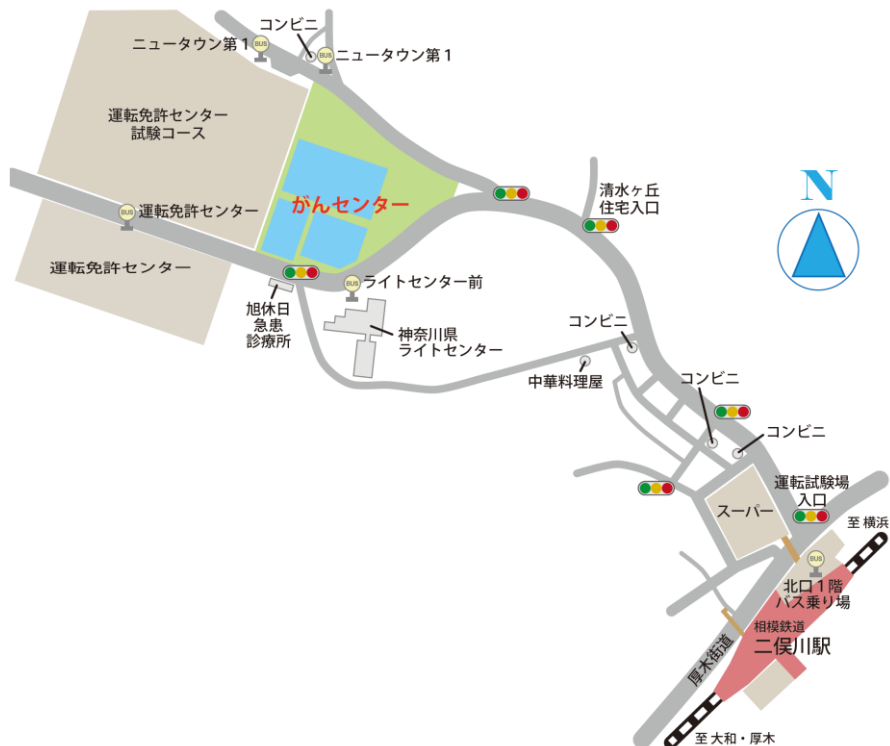 コンビニ
ニュータウン第1
BUS
BUS
ニュータウン第1
運転免許センター
試験コース
N
清水ヶ丘
住宅入口
がんセンター
BUS
運転免許センター
運転免許センター
BUS
ライトセンター前
旭休日
急患
診療所
神奈川県
ライトセンター
コンビニ
中華料理屋
コンビニ
コンビニ
運転試験場
入口
スーパー
至 横浜
BUS
北口1階
バス乗り場
相模鉄道
二俣川駅
厚木街道
至 大和・厚木